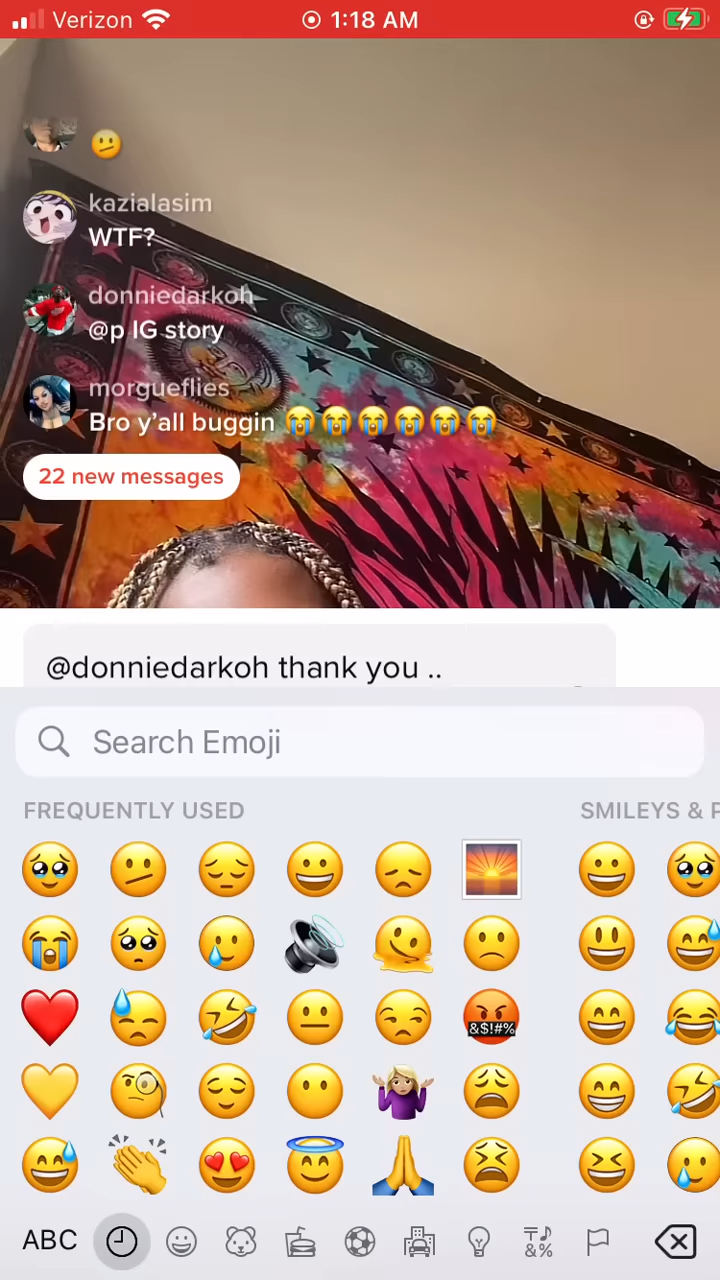 Verizon 1:18 AM
🫤
kazialasim
WTF?
donniedarkoh
@p IG story
morgueflies
Bro y’all buggin 😭😭😭😭😭😭
22 new messages
@donniedarkoh thank you ..
Search Emoji
FREQUENTLY USED
SMILEYS & P
&$!#%
ABC
&%